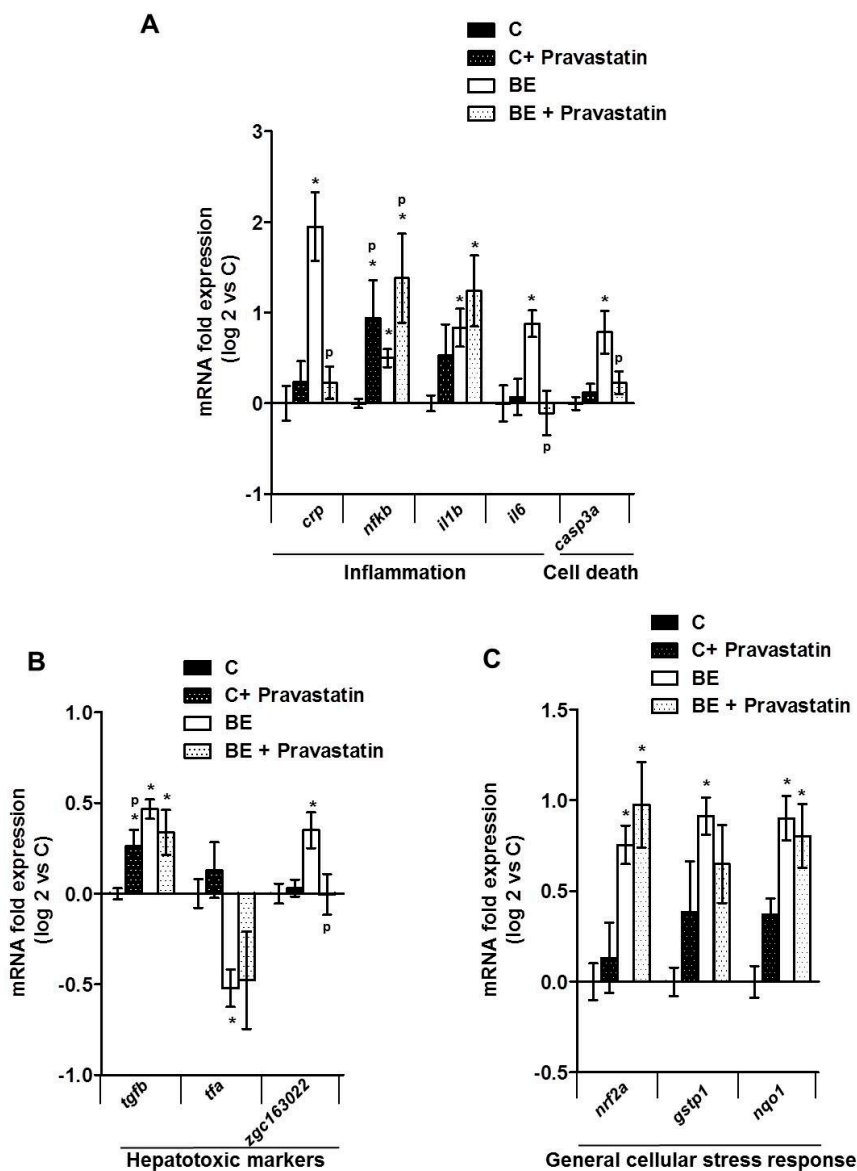 A
C
C+ Pravastatin
BE
BE + Pravastatin
mRNA fold expression
(log 2 vs C)
3
2
1
0
-1
*
p
p
*
*
p
*
*
*
*
p
*
p
crp
nfkb
il1b
il6
casp3a
Inflammation
Cell death
B
C
C+ Pravastatin
BE
BE + Pravastatin
mRNA fold expression
(log 2 vs C)
1.0
0.5
0.0
-0.5
-1.0
p
*
*
*
*
*
p
tgfb
tfa
zgc163022
Hepatotoxic markers
C
C
C+ Pravastatin
BE
BE + Pravastatin
mRNA fold expression
(log 2 vs C)
1.5
1.0
0.5
0.0
-0.5
*
*
*
*
*
nrf2a
gstp1
nqo1
General cellular stress response